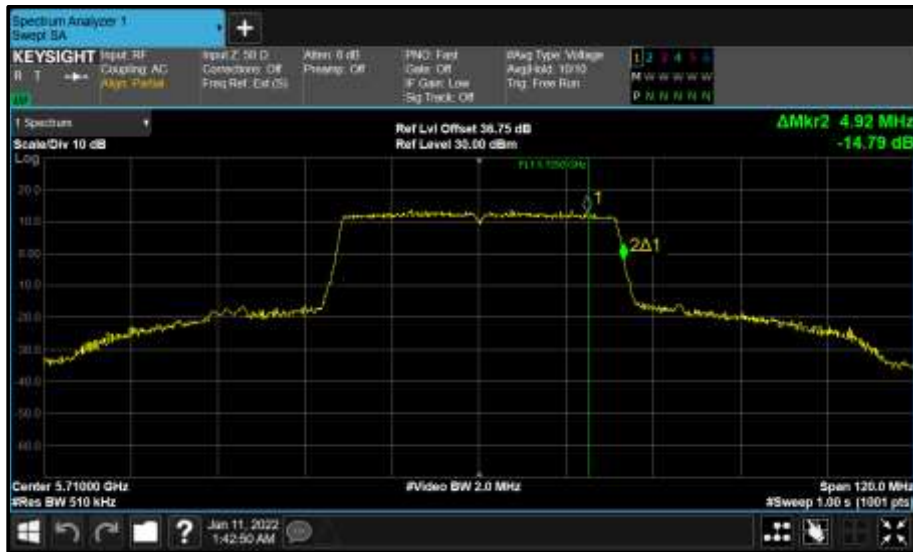 Spectrum Analyzer 1
Swept SA
+
KEYSIGHT
R T
Input: RF
Coupling: AC
Align: Partial
Input Z: 50 Ω
Corrections: Off
Freq Ref: Ext (S)
Atten: 6 dB
Preamp: Off
PNO: Fast
Gate: Off
IF Gain: Low
Sig Track: Off
#Avg Type: Voltage
Avg|Hold: 10/10
Trig: Free Run
1 2 3 4 5 6
M W W W W W
P N N N N N
1 Spectrum
Scale/Div 10 dB
Ref Lvl Offset 36.75 dB
Ref Level 30.00 dBm
ΔMkr2 4.92 MHz
-14.79 dB
Log
20.0
10.0
0.00
-10.0
-20.0
-30.0
-40.0
-50.0
-60.0
1
2Δ1
Center 5.71000 GHz
#Res BW 510 kHz
#Video BW 2.0 MHz
Span 120.0 MHz
#Sweep 1.00 s (1001 pts)
?
Jan 11, 2022
1:42:50 AM